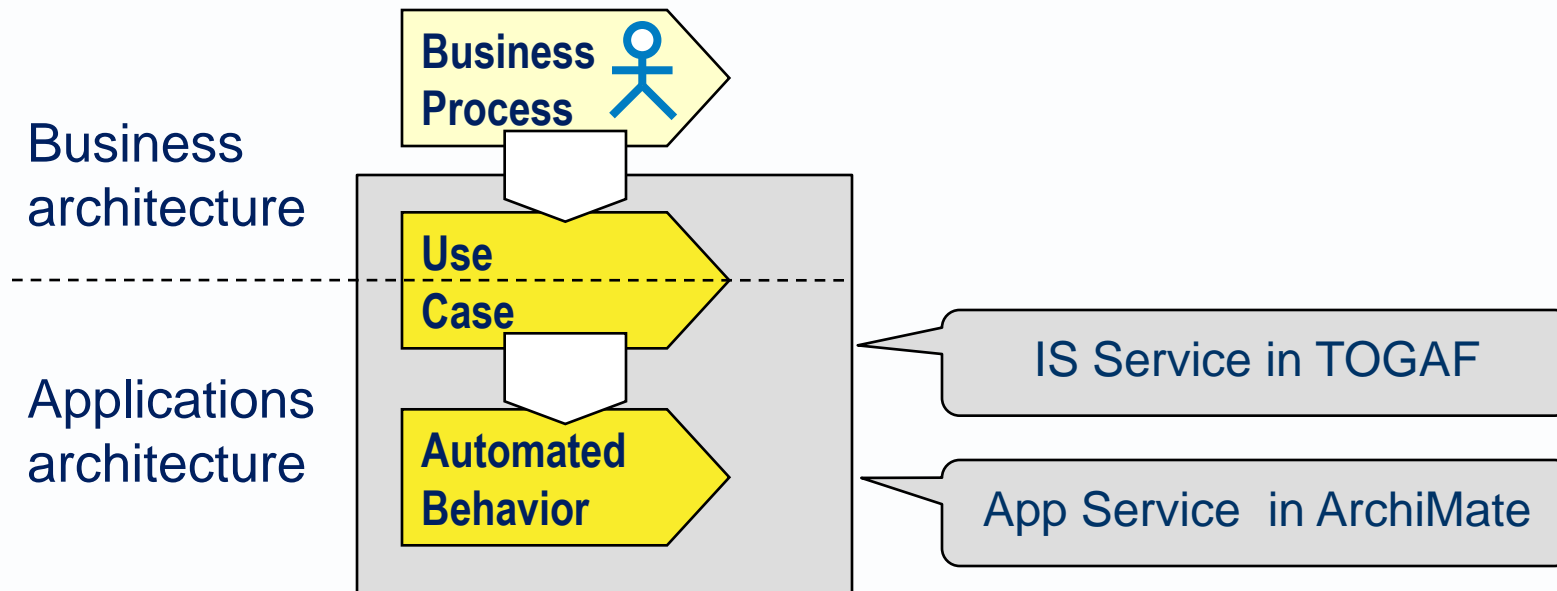 Business
Process
Business
architecture
Use
Case
IS Service in TOGAF
Applications
architecture
Automated
Behavior
App Service  in ArchiMate